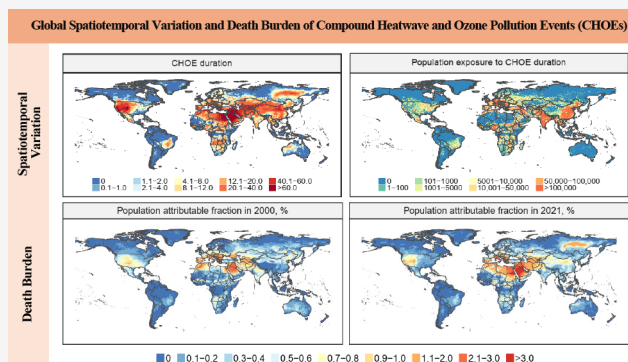 Global Spatiotemporal Variation and Death Burden of Compound Heatwave and Ozone Pollution Events (CHOEs)
Spatiotemporal
Variation
CHOE duration
0 1.1–2.0 4.1–8.0 12.1–20.0 40.1–60.0
0.1–1.0 2.1–4.0 8.1–12.0 20.1–40.0 >60.0
Population exposure to CHOE duration
0 101–1000 5001–10,000 50,000–100,000
1–100 1001–5000 10,001–50,000 >100,000
Death Burden
Population attributable fraction in 2000, %
Population attributable fraction in 2021, %
0 0.1–0.2 0.3–0.4 0.5–0.6 0.7–0.8 0.9–1.0 1.1–2.0 2.1–3.0 >3.0